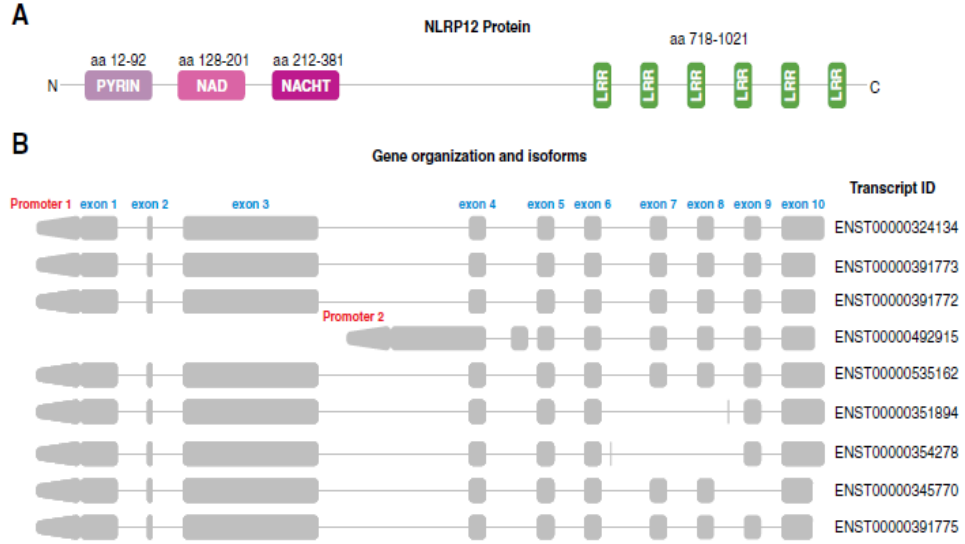 A
NLRP12 Protein
aa 12-92 aa 128-201 aa 212-381 aa 718-1021
N PYRIN NAD NACHT LRR LRR LRR LRR LRR LRR C
B
Gene organization and isoforms
Transcript ID
Promoter 1 exon 1 exon 2 exon 3 exon 4 exon 5 exon 6 exon 7 exon 8 exon 9 exon 10
ENST00000324134
ENST00000391773
ENST00000391772
Promoter 2
ENST00000492915
ENST00000535162
ENST00000351894
ENST00000354278
ENST00000345770
ENST00000391775